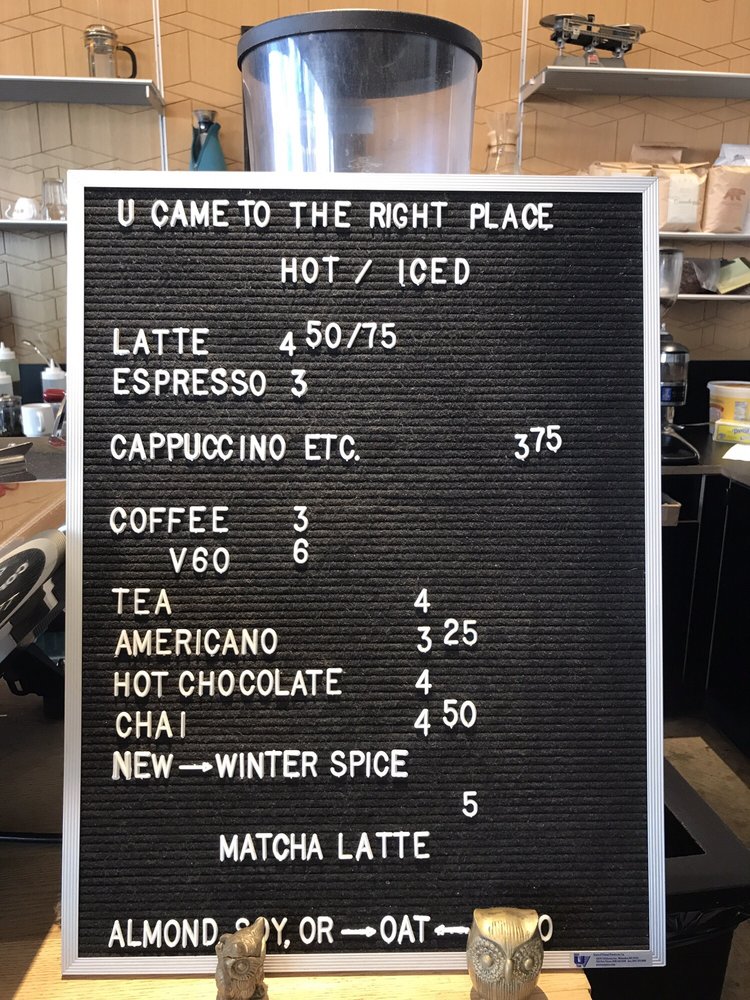 U CAME TO THE RIGHT PLACE
HOT / ICED
LATTE 4 50/75
ESPRESSO 3
CAPPUCCINO ETC. 3 75
COFFEE 3
V60 6
TEA 4
AMERICANO 3 25
HOT CHOCOLATE 4
CHAI 4 50
NEW → WINTER SPICE
5
MATCHA LATTE
ALMOND SOY, OR → OAT ←